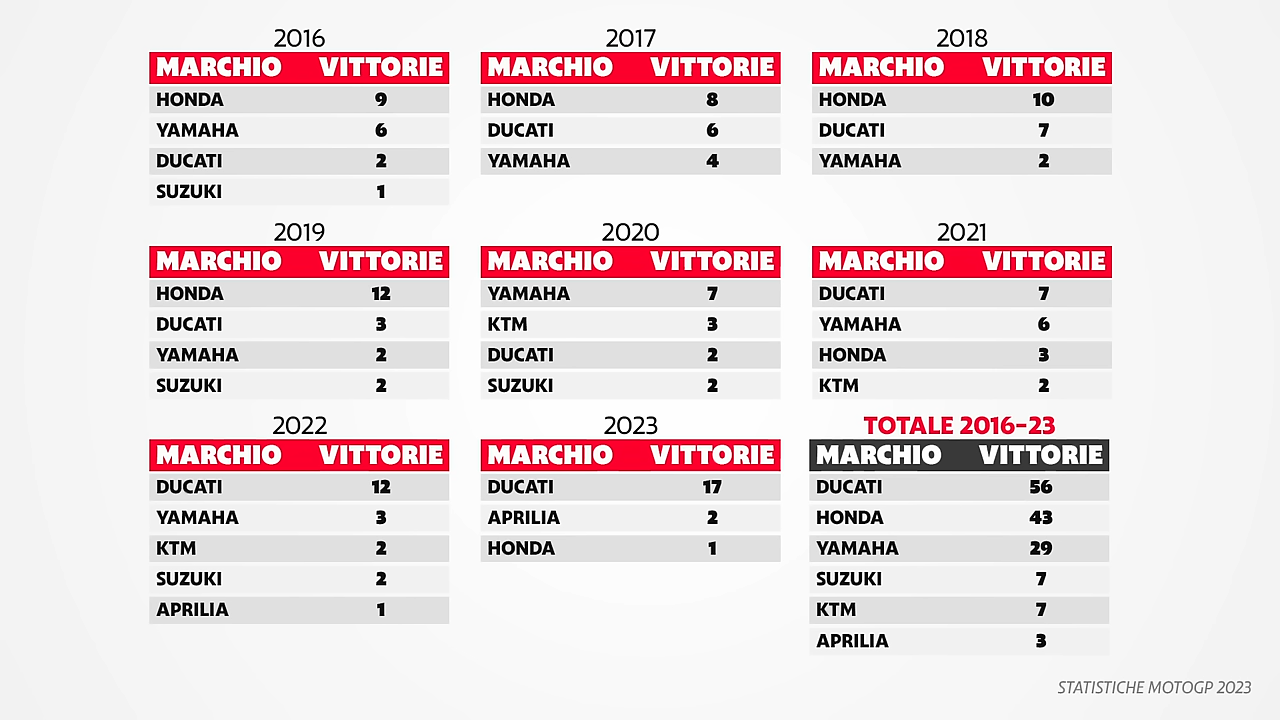 2016
MARCHIO VITTORIE
HONDA 9
YAMAHA 6
DUCATI 2
SUZUKI 1
2017
MARCHIO VITTORIE
HONDA 8
DUCATI 6
YAMAHA 4
2018
MARCHIO VITTORIE
HONDA 10
DUCATI 7
YAMAHA 2
2019
MARCHIO VITTORIE
HONDA 12
DUCATI 3
YAMAHA 2
SUZUKI 2
2020
MARCHIO VITTORIE
YAMAHA 7
KTM 3
DUCATI 2
SUZUKI 2
2021
MARCHIO VITTORIE
DUCATI 7
YAMAHA 6
HONDA 3
KTM 2
2022
MARCHIO VITTORIE
DUCATI 12
YAMAHA 3
KTM 2
SUZUKI 2
APRILIA 1
2023
MARCHIO VITTORIE
DUCATI 17
APRILIA 2
HONDA 1
TOTALE 2016-23
MARCHIO VITTORIE
DUCATI 56
HONDA 43
YAMAHA 29
SUZUKI 7
KTM 7
APRILIA 3
STATISTICHE MOTOGP 2023